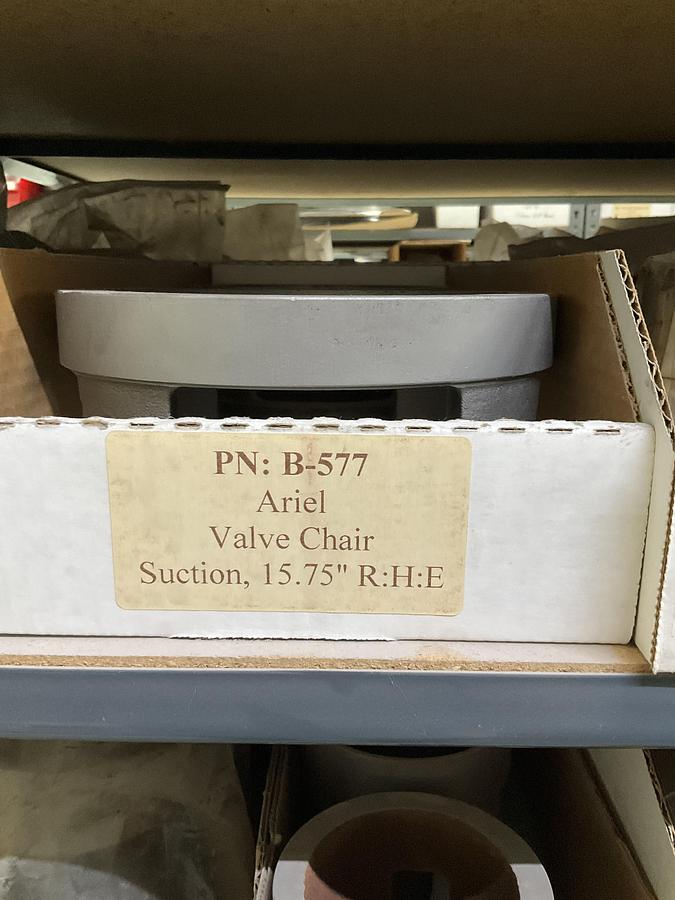 PN: B-577
Ariel
Valve Chair
Suction, 15.75" R:H:E